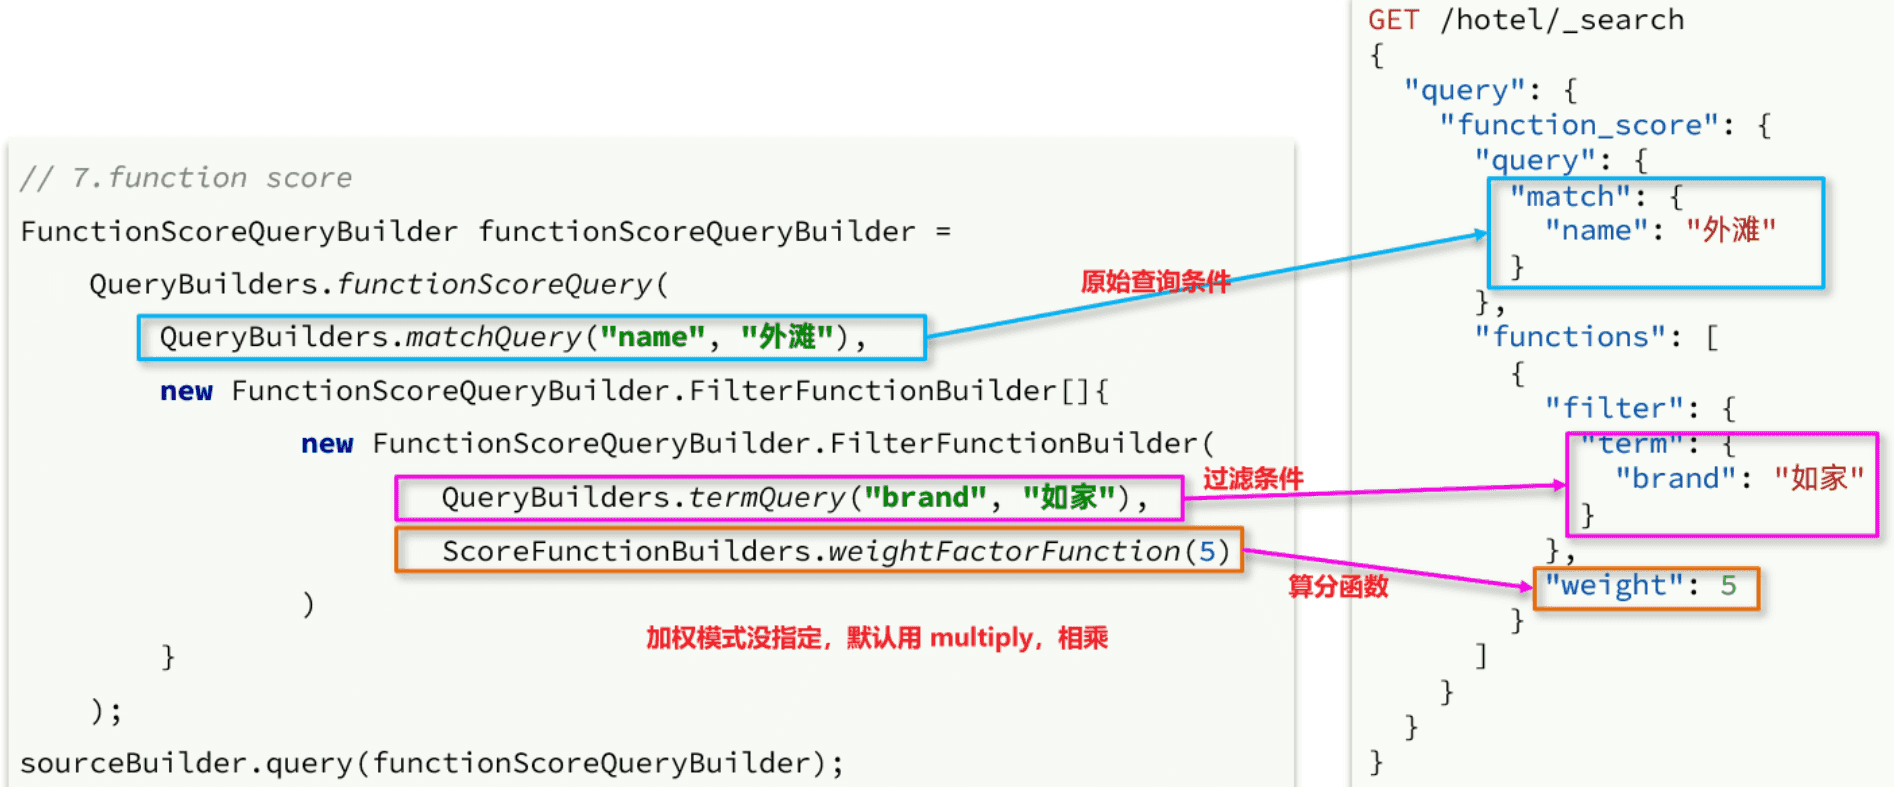 // 7.function score
FunctionScoreQueryBuilder functionScoreQueryBuilder =
QueryBuilders.functionScoreQuery(
QueryBuilders.matchQuery("name", "外滩"),
new FunctionScoreQueryBuilder.FilterFunctionBuilder[]{
new FunctionScoreQueryBuilder.FilterFunctionBuilder(
QueryBuilders.termQuery("brand", "如家"),
ScoreFunctionBuilders.weightFactorFunction(5)
)
加权模式没指定，默认用 multiply，相乘
}
);
sourceBuilder.query(functionScoreQueryBuilder);
原始查询条件
过滤条件
算分函数
GET /hotel/_search
{
"query": {
"function_score": {
"query": {
"match": {
"name": "外滩"
}
},
"functions": [
{
"filter": {
"term": {
"brand": "如家"
}
},
"weight": 5
}
]
}
}
}